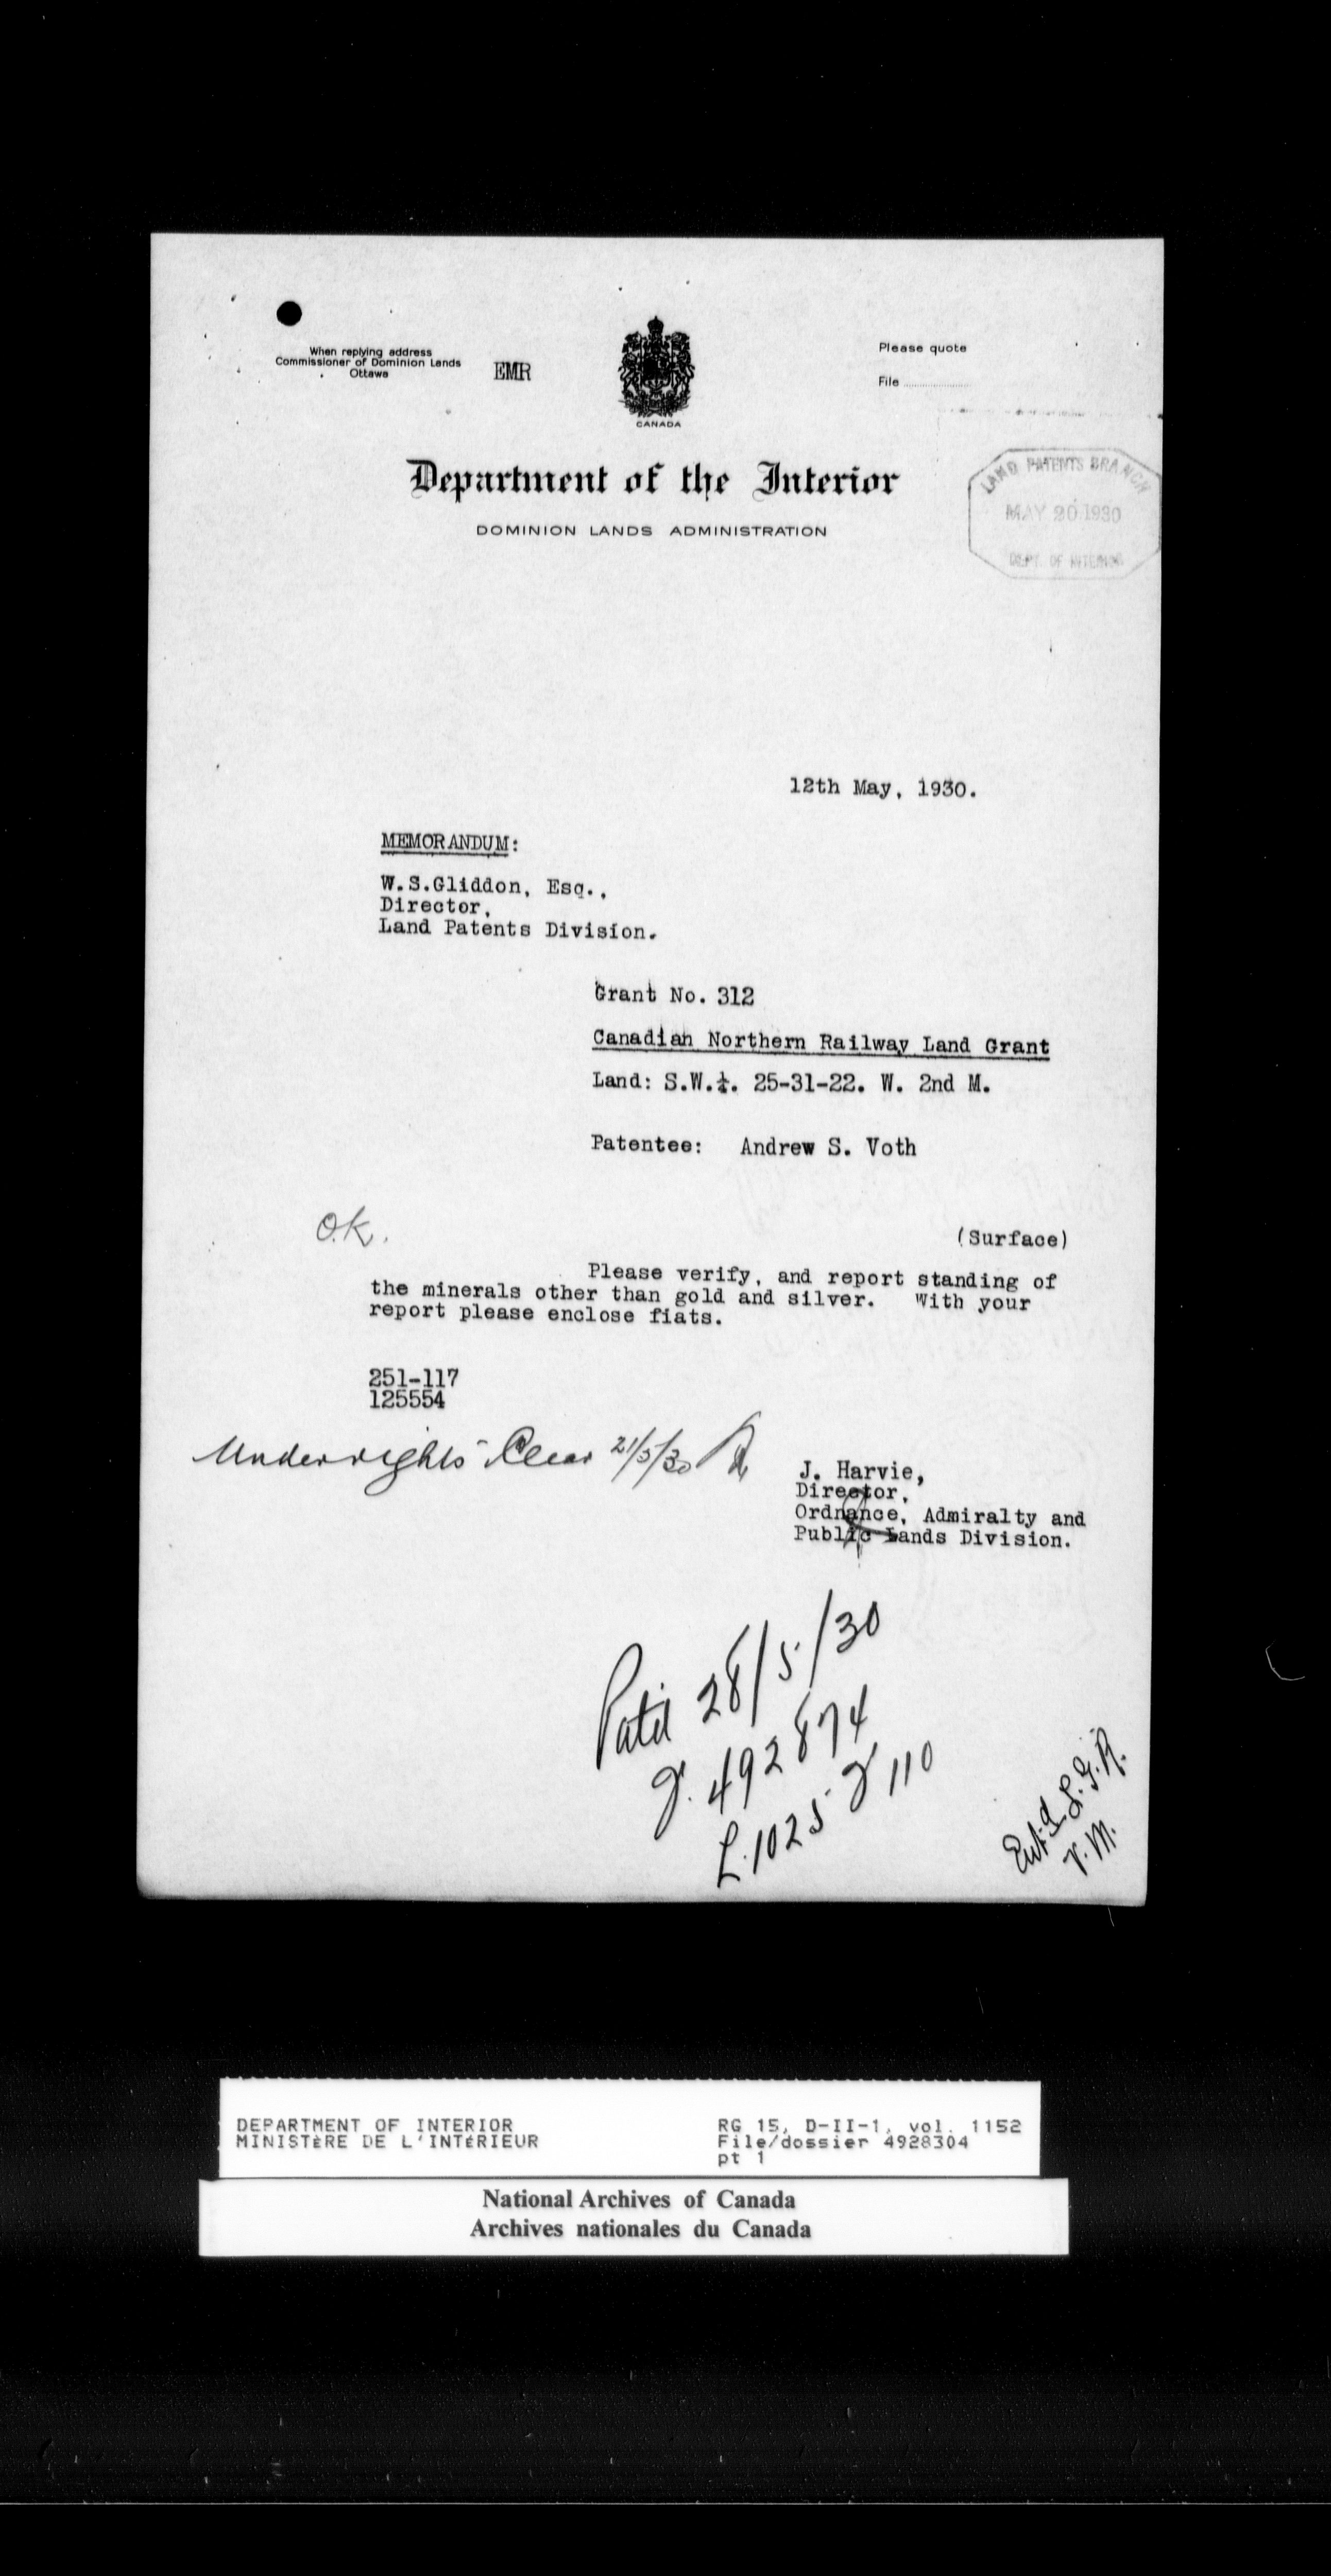 When replying address
Commissioner of Dominion Lands
Ottawa
EMR
CANADA
Please quote
File
Department of the Interior
DOMINION LANDS ADMINISTRATION
LAND PATENTS BRANCH
MAY 20 1930
DEPT. OF INTERIOR
12th May, 1930.
MEMORANDUM:
W.S.Gliddon, Esq.,
Director,
Land Patents Division.
Grant No. 312
Canadian Northern Railway Land Grant
Land: S.W.¼. 25-31-22. W. 2nd M.
Patentee: Andrew S. Voth
O.K.
(Surface)
Please verify, and report standing of
the minerals other than gold and silver. With your
report please enclose fiats.
251-117
125554
Underrights Clear 21/5/30
J. Harvie,
Director,
Ordnance, Admiralty and
Public Lands Division.
Pat'd 28/5/30
492874
L.1025 110
Ent'd L.G.R.
V.M.
DEPARTMENT OF INTERIOR
MINISTÈRE DE L'INTÉRIEUR
RG 15, D-II-1, vol. 1152
File/dossier 4928304
pt 1
National Archives of Canada
Archives nationales du Canada